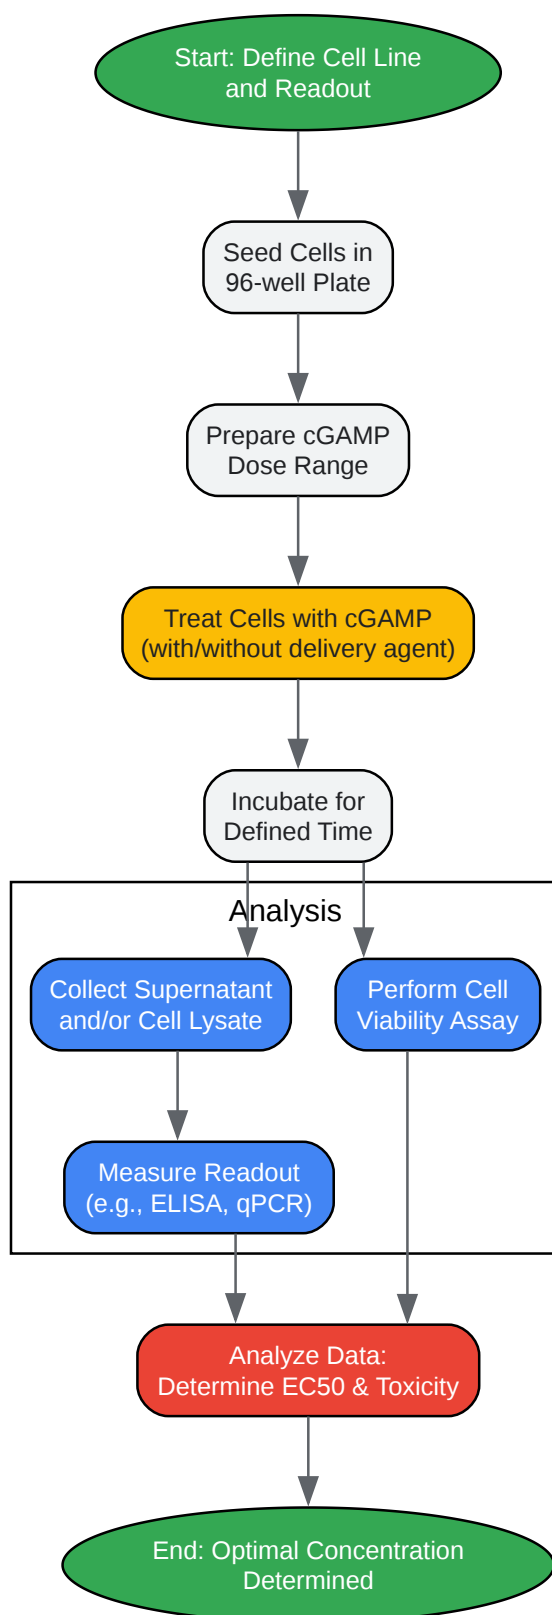 Start: Define Cell Line
and Readout
Seed Cells in
96-well Plate
Prepare cGAMP
Dose Range
Treat Cells with cGAMP
(with/without delivery agent)
Incubate for
Defined Time
Analysis
Collect Supernatant
and/or Cell Lysate
Perform Cell
Viability Assay
Measure Readout
(e.g., ELISA, qPCR)
Analyze Data:
Determine EC50 & Toxicity
End: Optimal Concentration
Determined